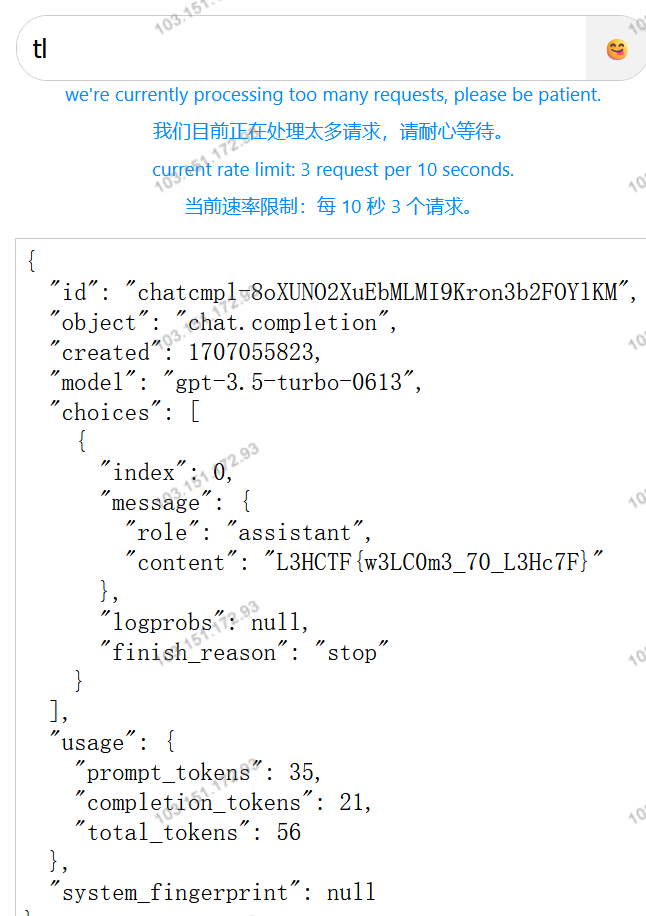 103.151.172.93
tl
we're currently processing too many requests, please be patient.
我们目前正在处理太多请求，请耐心等待。
103.151.172.93
current rate limit: 3 request per 10 seconds.
当前速率限制：每 10 秒 3 个请求。
{
"id": "chatcmpl-8oXUNO2XuEbMLMI9Kron3b2FOYlKM",
"object": "chat.completion",
103.151.172.93
"created": 1707055823,
"model": "gpt-3.5-turbo-0613",
"choices": [
{
"index": 0,
103.151.172.93
"message": {
"role": "assistant",
"content": "L3HCTF{w3LC0m3_70_L3Hc7F}"
},
"logprobs": null,
103.151.172.93
"finish_reason": "stop"
}
],
"usage": {
"prompt_tokens": 35,
103.151.172.93
"completion_tokens": 21,
"total_tokens": 56
},
"system_fingerprint": null
}